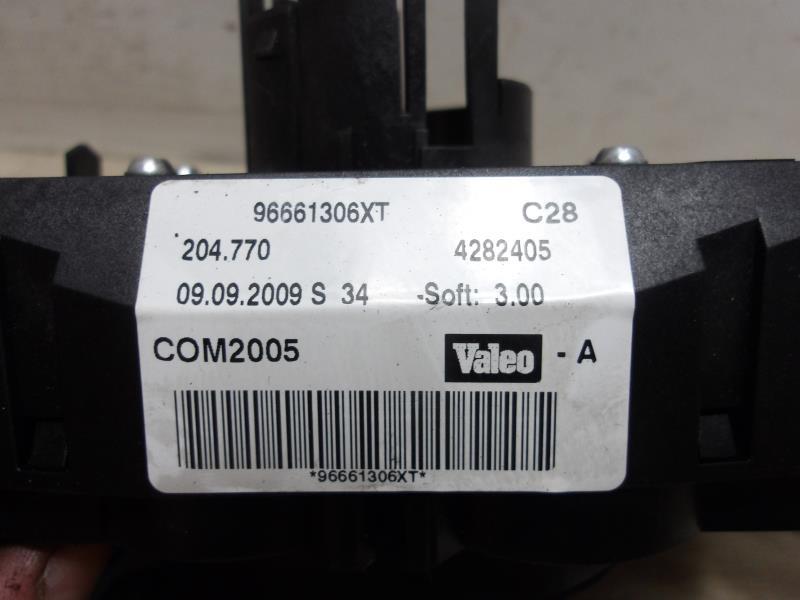 96661306XT C28
204.770 4282405
09.09.2009 S 34 -Soft: 3.00
COM2005 Valeo - A
*96661306XT*